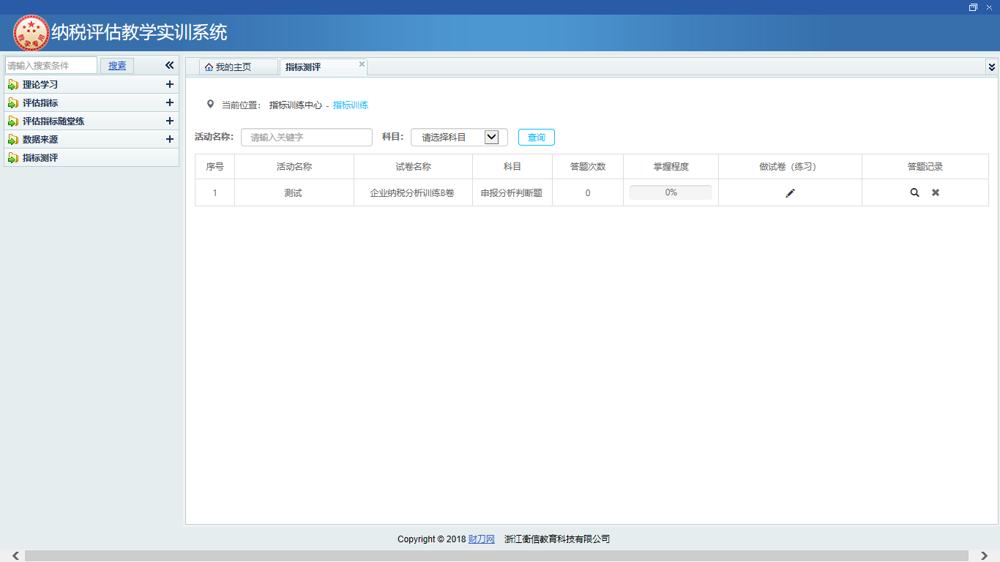 纳税评估教学实训系统
请输入搜索条件 搜素
我的主页 指标测评
理论学习
评估指标
评估指标随堂练
数据来源
指标测评
当前位置： 指标训练中心 - 指标训练
活动名称： 请输入关键字 科目： 请选择科目 查询
序号 活动名称 试卷名称 科目 答题次数 掌握程度 做试卷（练习） 答题记录
1 测试 企业纳税分析训练B卷 申报分析判断题 0 0%
Copyright © 2018 财刀网 浙江衡信教育科技有限公司